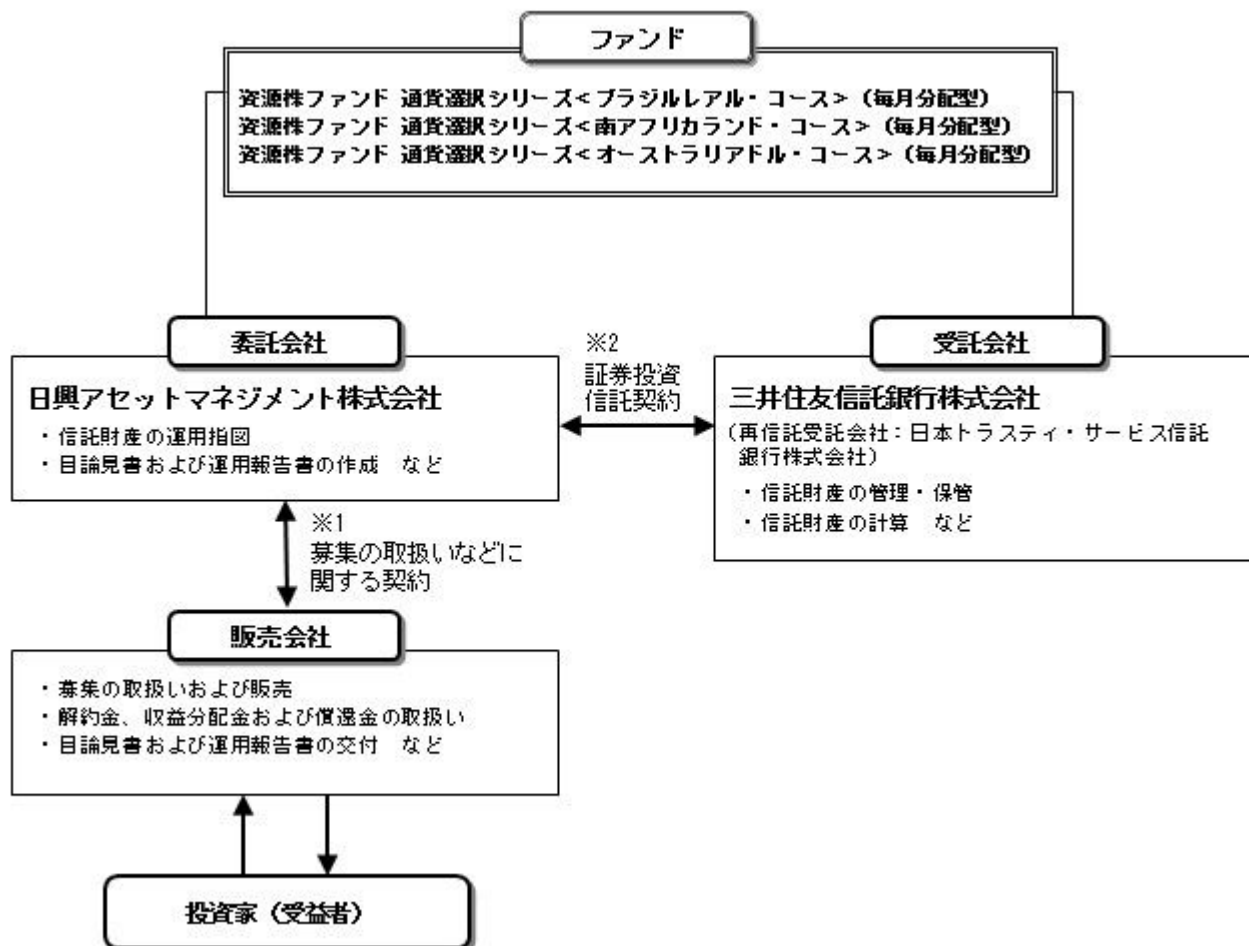 ファンド
資源株ファンド 通貨選択シリーズ<ブラジルレアル・コース>(毎月分配型)
資源株ファンド 通貨選択シリーズ<南アフリカランド・コース>(毎月分配型)
資源株ファンド 通貨選択シリーズ<オーストラリアドル・コース>(毎月分配型)
委託会社
日興アセットマネジメント株式会社
・信託財産の運用指図
・目論見書および運用報告書の作成 など
※2
証券投資
信託契約
受託会社
三井住友信託銀行株式会社
(再信託受託会社:日本トラスティ・サービス信託
銀行株式会社)
・信託財産の管理・保管
・信託財産の計算 など
※1
募集の取扱いなどに
関する契約
販売会社
・募集の取扱いおよび販売
・解約金、収益分配金および償還金の取扱い
・目論見書および運用報告書の交付 など
投資家(受益者)